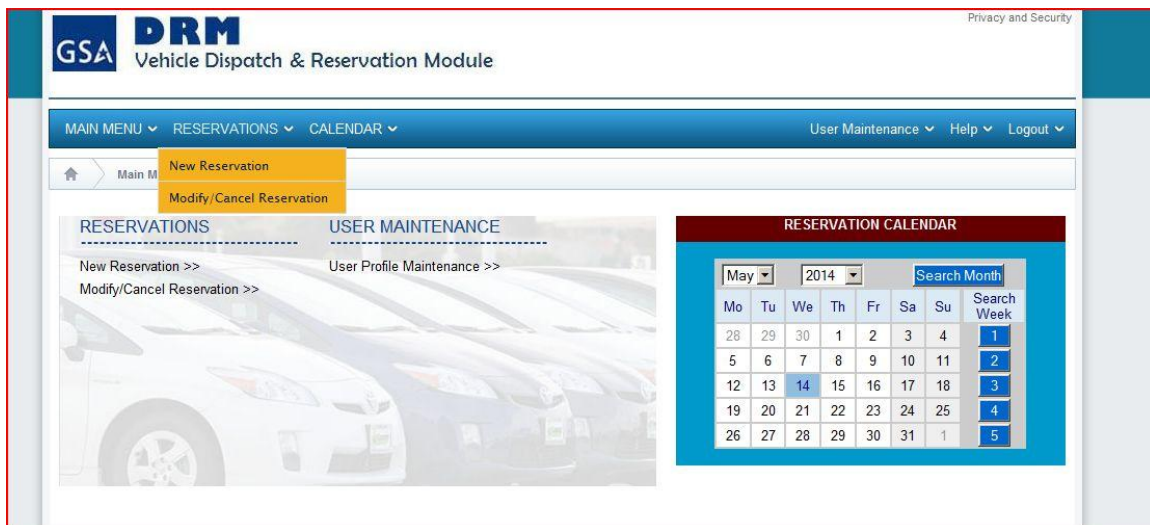 Privacy and Security
GSA
DRM
Vehicle Dispatch & Reservation Module
MAIN MENU RESERVATIONS CALENDAR User Maintenance Help Logout
New Reservation
Main M
Modify/Cancel Reservation
RESERVATIONS
New Reservation >>
Modify/Cancel Reservation >>
USER MAINTENANCE
User Profile Maintenance >>
RESERVATION CALENDAR
May 2014 Search Month
Mo Tu We Th Fr Sa Su Search Week
28 29 30 1 2 3 4 1
5 6 7 8 9 10 11 2
12 13 14 15 16 17 18 3
19 20 21 22 23 24 25 4
26 27 28 29 30 31 1 5